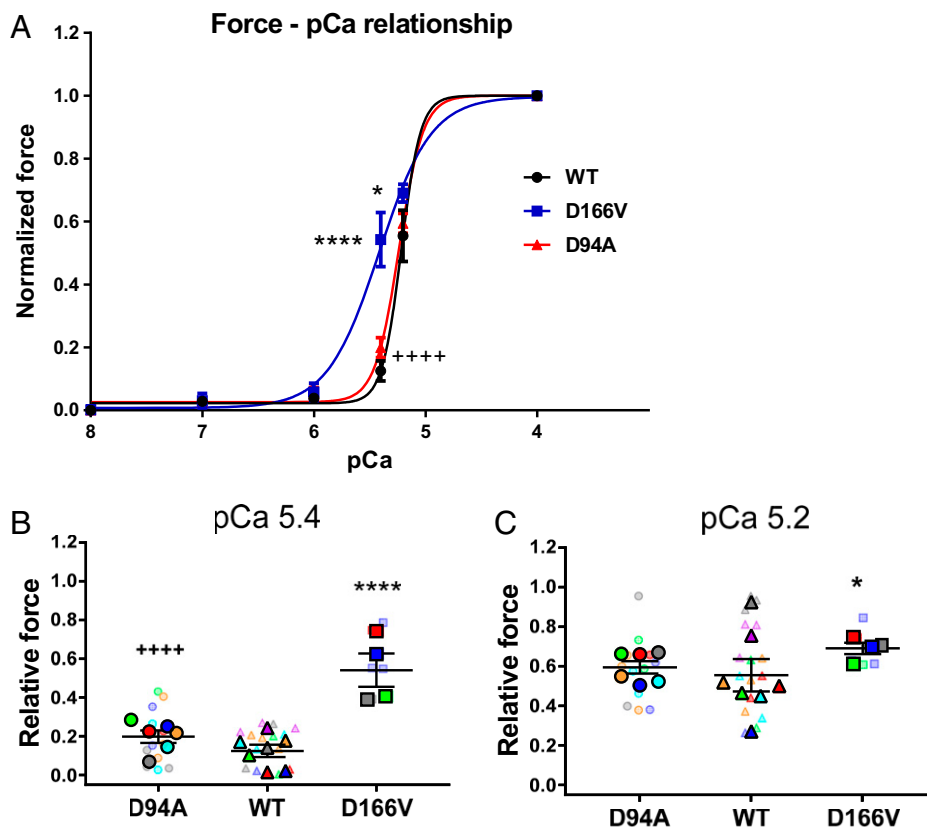 A
Force - pCa relationship
1.2
1.0
0.8
0.6
0.4
0.2
0.0
Normalized force
*
****
++++
WT
D166V
D94A
8 7 6 5 4
pCa
B
pCa 5.4
1.2
1.0
0.8
0.6
0.4
0.2
0.0
Relative force
++++
****
D94A WT D166V
C
pCa 5.2
1.2
1.0
0.8
0.6
0.4
0.2
0.0
Relative force
*
D94A WT D166V